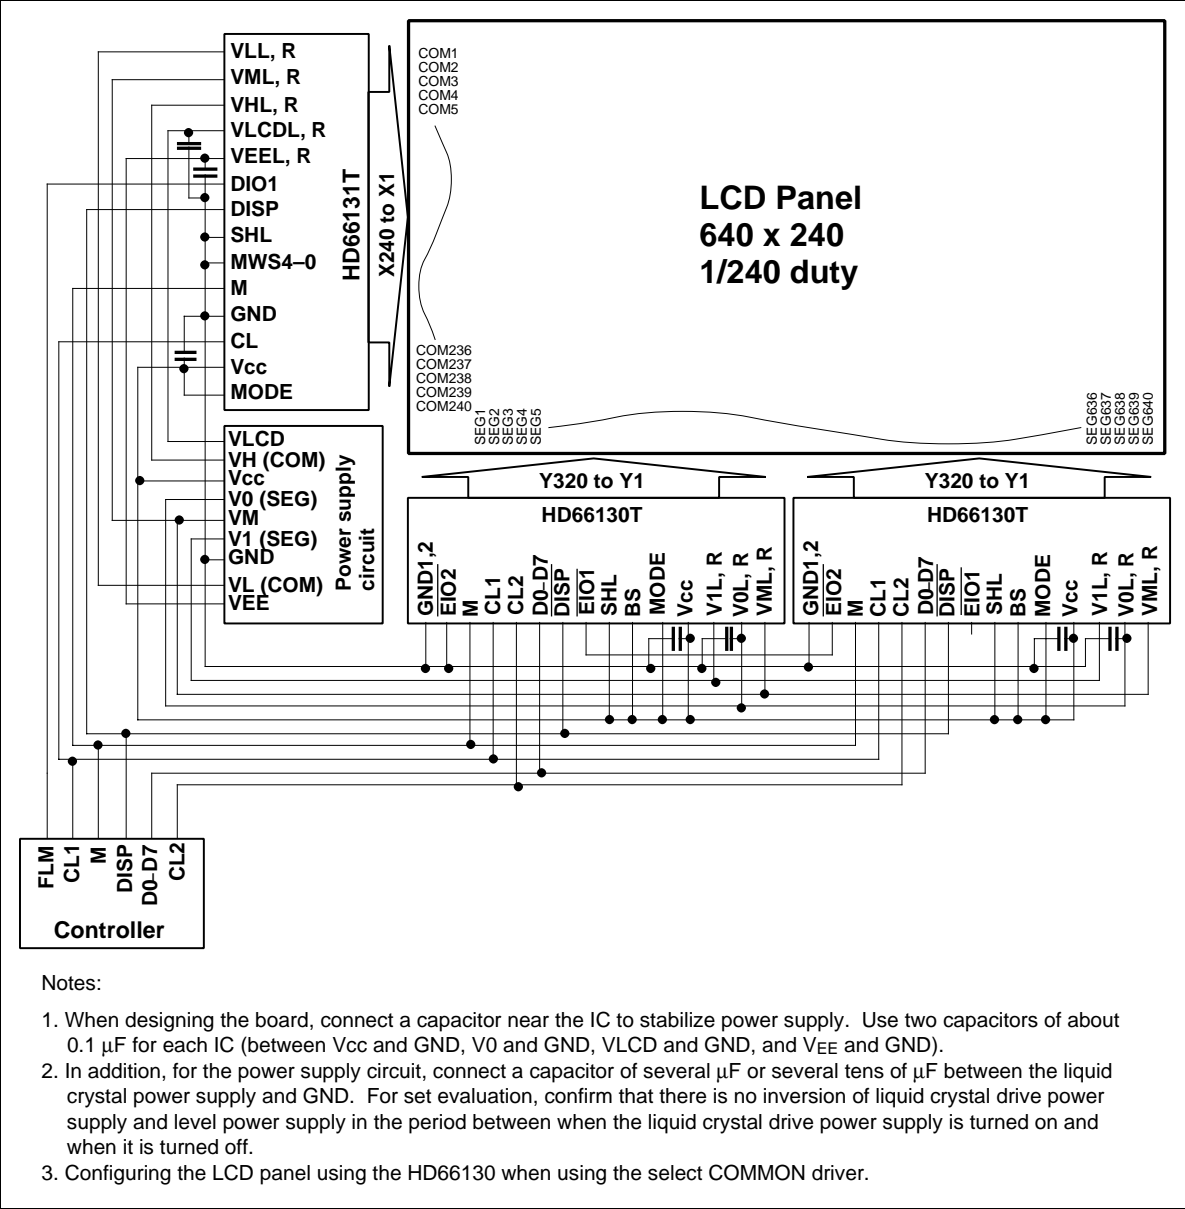 VLL, R
VML, R
VHL, R
VLCDL, R
VEEL, R
DIO1
DISP
SHL
MWS4–0
M
GND
CL
Vcc
MODE
HD66131T
X240 to X1
COM1
COM2
COM3
COM4
COM5
LCD Panel
640 x 240
1/240 duty
COM236
COM237
COM238
COM239
COM240
SEG1
SEG2
SEG3
SEG4
SEG5
SEG636
SEG637
SEG638
SEG639
SEG640
VLCD
VH (COM)
Vcc
V0 (SEG)
VM
V1 (SEG)
GND
VL (COM)
VEE
Power supply
circuit
Y320 to Y1
HD66130T
GND1,2
EIO2
M
CL1
CL2
D0-D7
DISP
EIO1
SHL
BS
MODE
Vcc
V1L, R
V0L, R
VML, R
Y320 to Y1
HD66130T
GND1,2
EIO2
M
CL1
CL2
D0-D7
DISP
EIO1
SHL
BS
MODE
Vcc
V1L, R
V0L, R
VML, R
FLM
CL1
M
DISP
D0-D7
CL2
Controller
Notes:
1. When designing the board, connect a capacitor near the IC to stabilize power supply. Use two capacitors of about
0.1 μF for each IC (between Vcc and GND, V0 and GND, VLCD and GND, and VEE and GND).
2. In addition, for the power supply circuit, connect a capacitor of several μF or several tens of μF between the liquid
crystal power supply and GND. For set evaluation, confirm that there is no inversion of liquid crystal drive power
supply and level power supply in the period between when the liquid crystal drive power supply is turned on and
when it is turned off.
3. Configuring the LCD panel using the HD66130 when using the select COMMON driver.